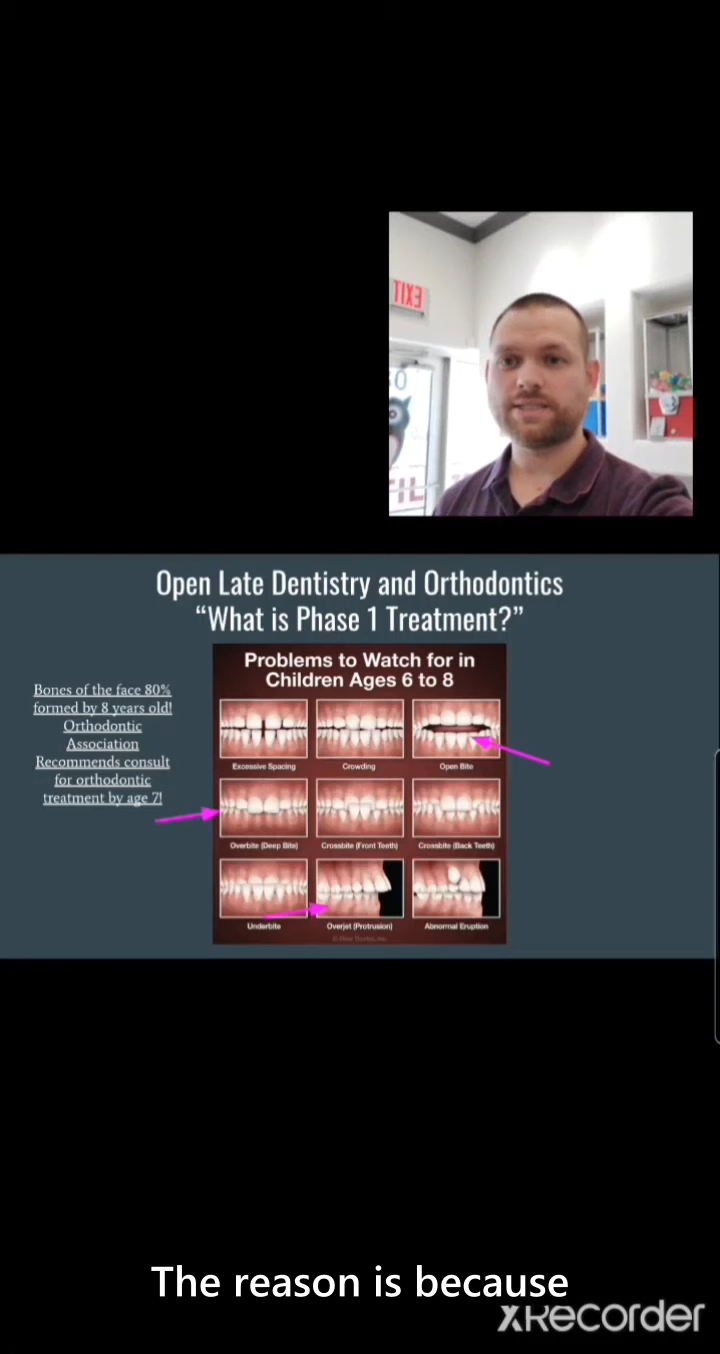 EXIT
Open Late Dentistry and Orthodontics
“What is Phase 1 Treatment?”
Bones of the face 80%
formed by 8 years old!
Orthodontic
Association
Recommends consult
for orthodontic
treatment by age 7!
Problems to Watch for in
Children Ages 6 to 8
Excessive Spacing
Crowding
Open Bite
Overbite (Deep Bite)
Crossbite (Front Teeth)
Crossbite (Back Teeth)
Underbite
Overjet (Protrusion)
Abnormal Eruption
The reason is because
XRecorder